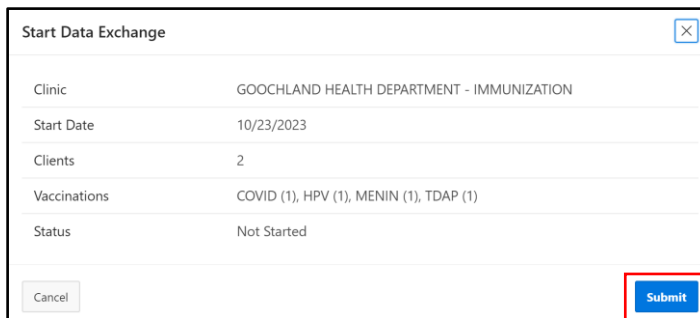 Start Data Exchange
Clinic GOOCHLAND HEALTH DEPARTMENT - IMMUNIZATION
Start Date 10/23/2023
Clients 2
Vaccinations COVID (1), HPV (1), MENIN (1), TDAP (1)
Status Not Started
Cancel Submit